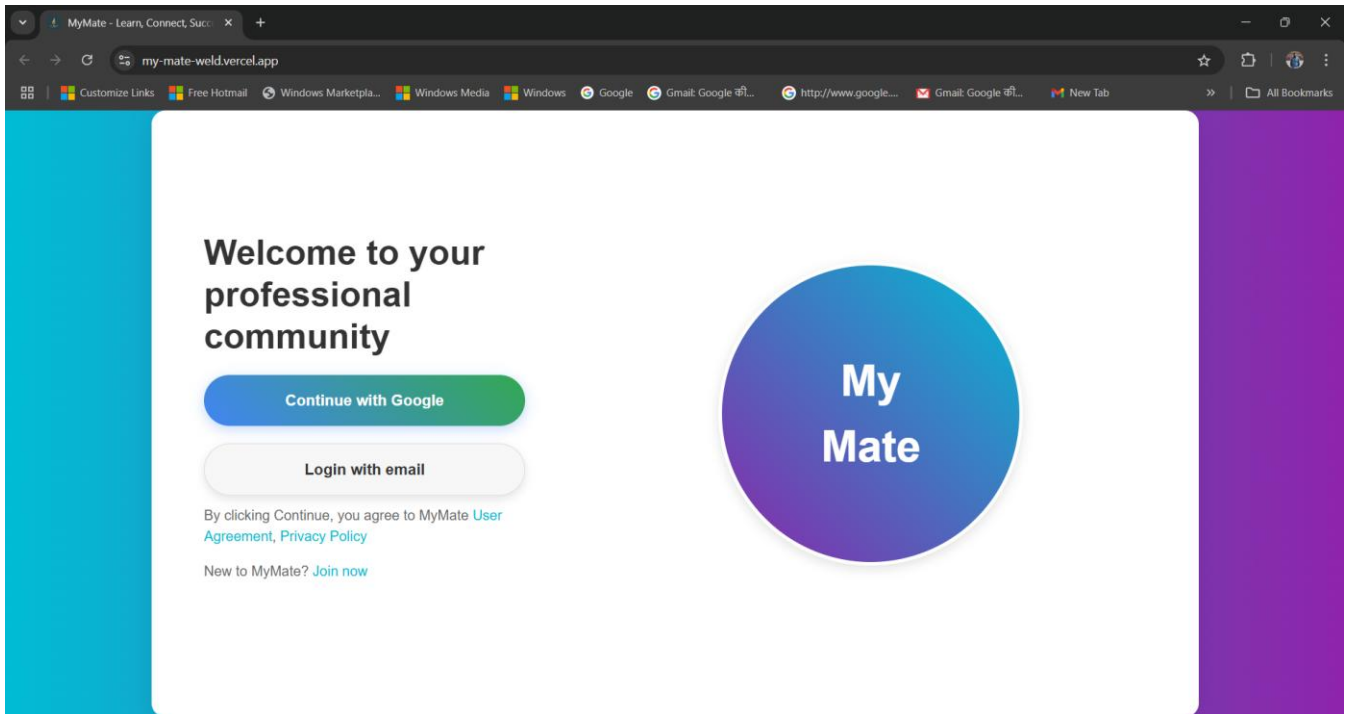 MyMate - Learn, Connect, Succ
my-mate-weld.vercel.app
Customize Links Free Hotmail Windows Marketpla... Windows Media Windows Google Gmail: Google की... http://www.google.... Gmail: Google की... New Tab » All Bookmarks
Welcome to your
professional
community
Continue with Google
Login with email
By clicking Continue, you agree to MyMate User
Agreement, Privacy Policy
New to MyMate? Join now
My
Mate